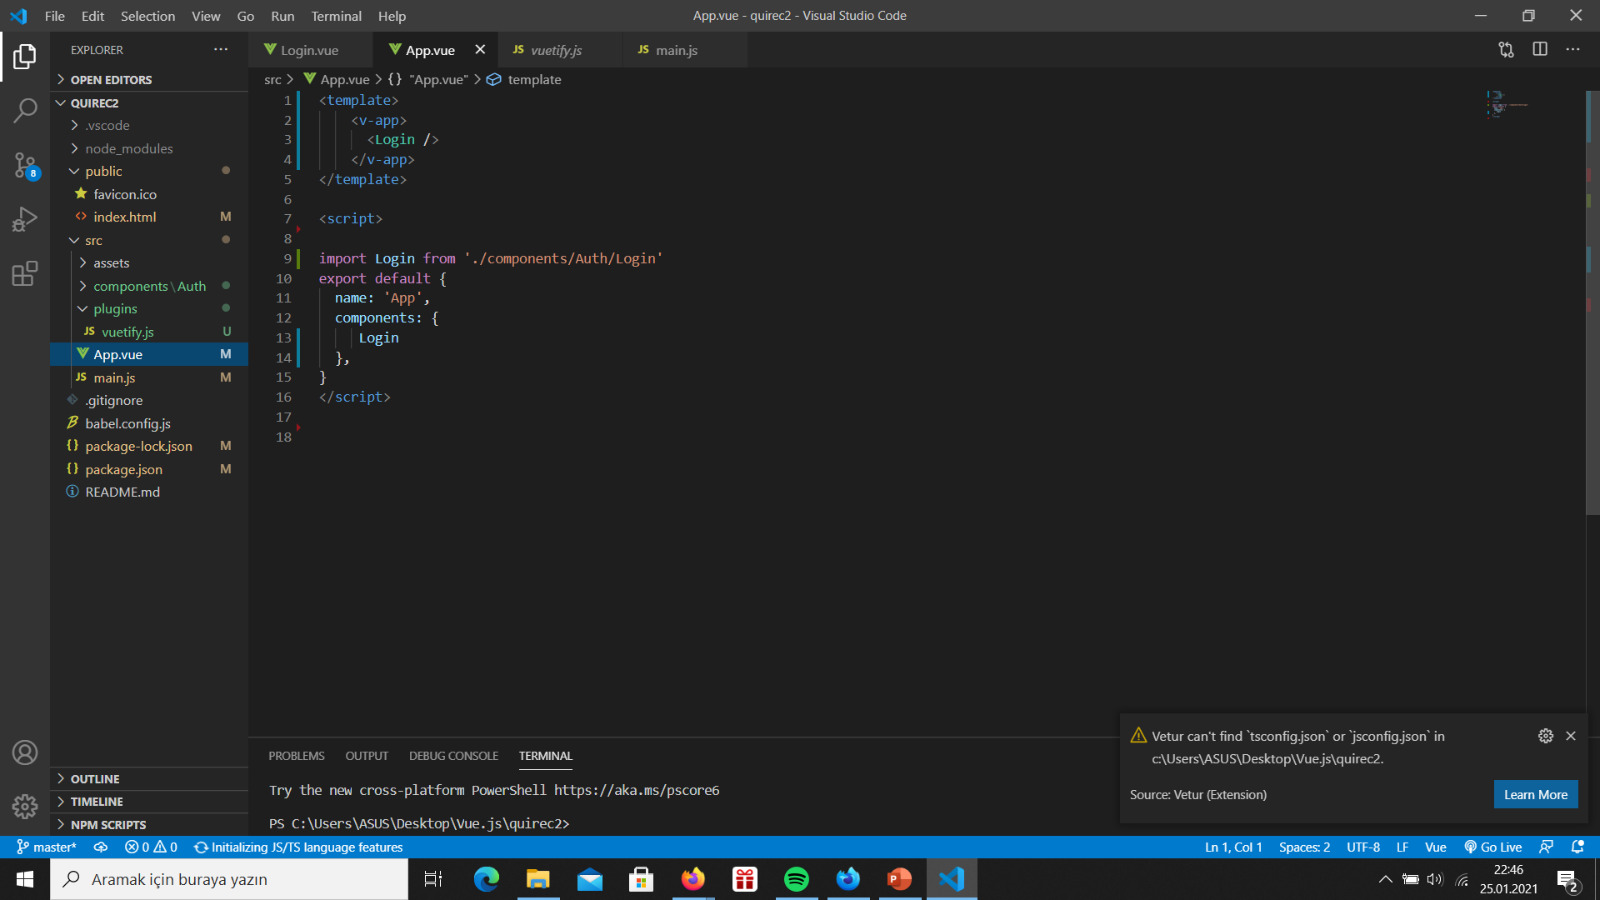 File Edit Selection View Go Run Terminal Help
App.vue - quirec2 - Visual Studio Code
EXPLORER
OPEN EDITORS
QUIREC2
.vscode
node_modules
public
favicon.ico
index.html M
src
assets
components\Auth
plugins
JS vuetify.js U
App.vue M
JS main.js M
.gitignore
babel.config.js
{} package-lock.json M
{} package.json M
README.md
OUTLINE
TIMELINE
NPM SCRIPTS
8
Login.vue App.vue JS vuetify.js JS main.js
src > App.vue > {} "App.vue" > template
1 <template>
2 <v-app>
3 <Login />
4 </v-app>
5 </template>
6
7 <script>
8
9 import Login from './components/Auth/Login'
10 export default {
11 name: 'App',
12 components: {
13 Login
14 },
15 }
16 </script>
17
18
PROBLEMS OUTPUT DEBUG CONSOLE TERMINAL
Try the new cross-platform PowerShell https://aka.ms/pscore6
PS C:\Users\ASUS\Desktop\Vue.js\quirec2>
Vetur can't find `tsconfig.json` or `jsconfig.json` in
c:\Users\ASUS\Desktop\Vue.js\quirec2.
Source: Vetur (Extension)
Learn More
master* 0 0 Initializing JS/TS language features
Ln 1, Col 1 Spaces: 2 UTF-8 LF Vue Go Live
Aramak için buraya yazın
22:46
25.01.2021
2